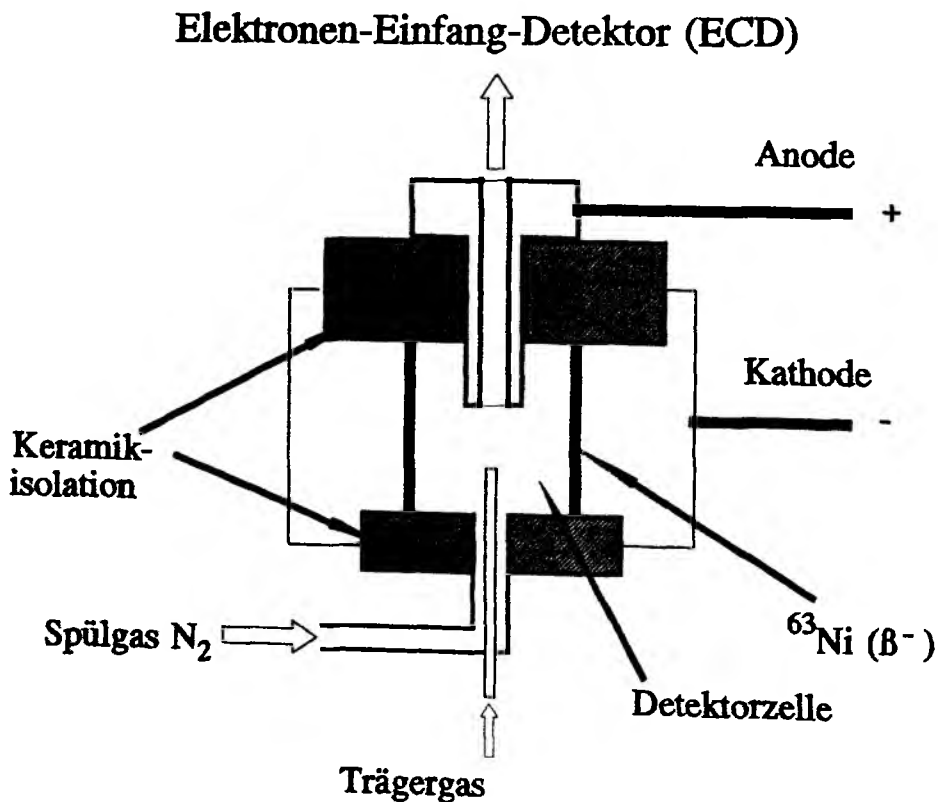 Elektronen-Einfang-Detektor (ECD)
Anode
+
Kathode
-
Keramik-
isolation
Spülgas N₂
⁶³Ni (ß⁻)
Detektorzelle
Trägergas